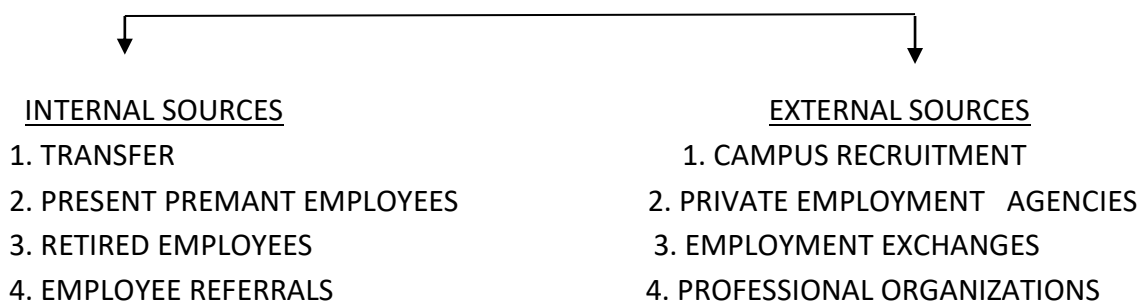 INTERNAL SOURCES EXTERNAL SOURCES
1. TRANSFER 1. CAMPUS RECRUITMENT
2. PRESENT PREMANT EMPLOYEES 2. PRIVATE EMPLOYMENT AGENCIES
3. RETIRED EMPLOYEES 3. EMPLOYMENT EXCHANGES
4. EMPLOYEE REFERRALS 4. PROFESSIONAL ORGANIZATIONS